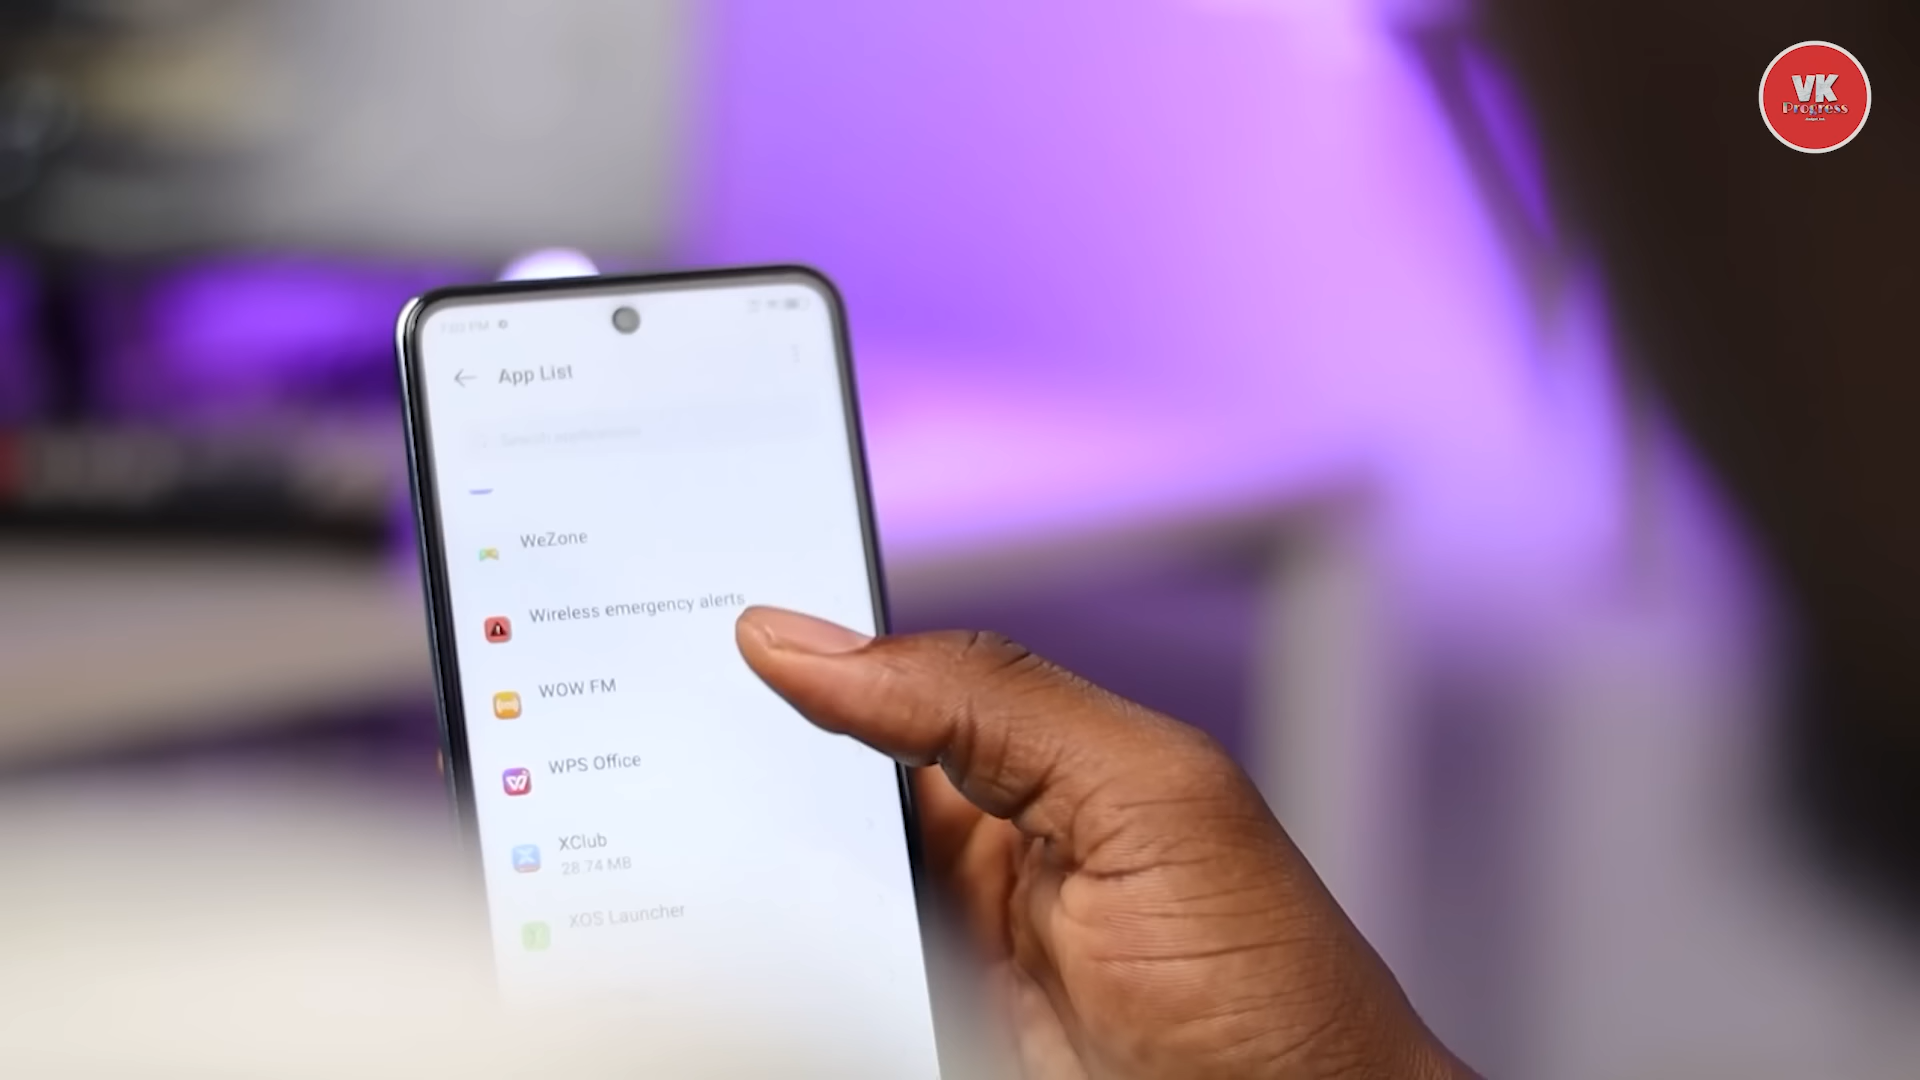 VK
Progress
App List
WeZone
Wireless emergency alerts
WOW FM
WPS Office
XClub
28.74 MB
XOS Launcher